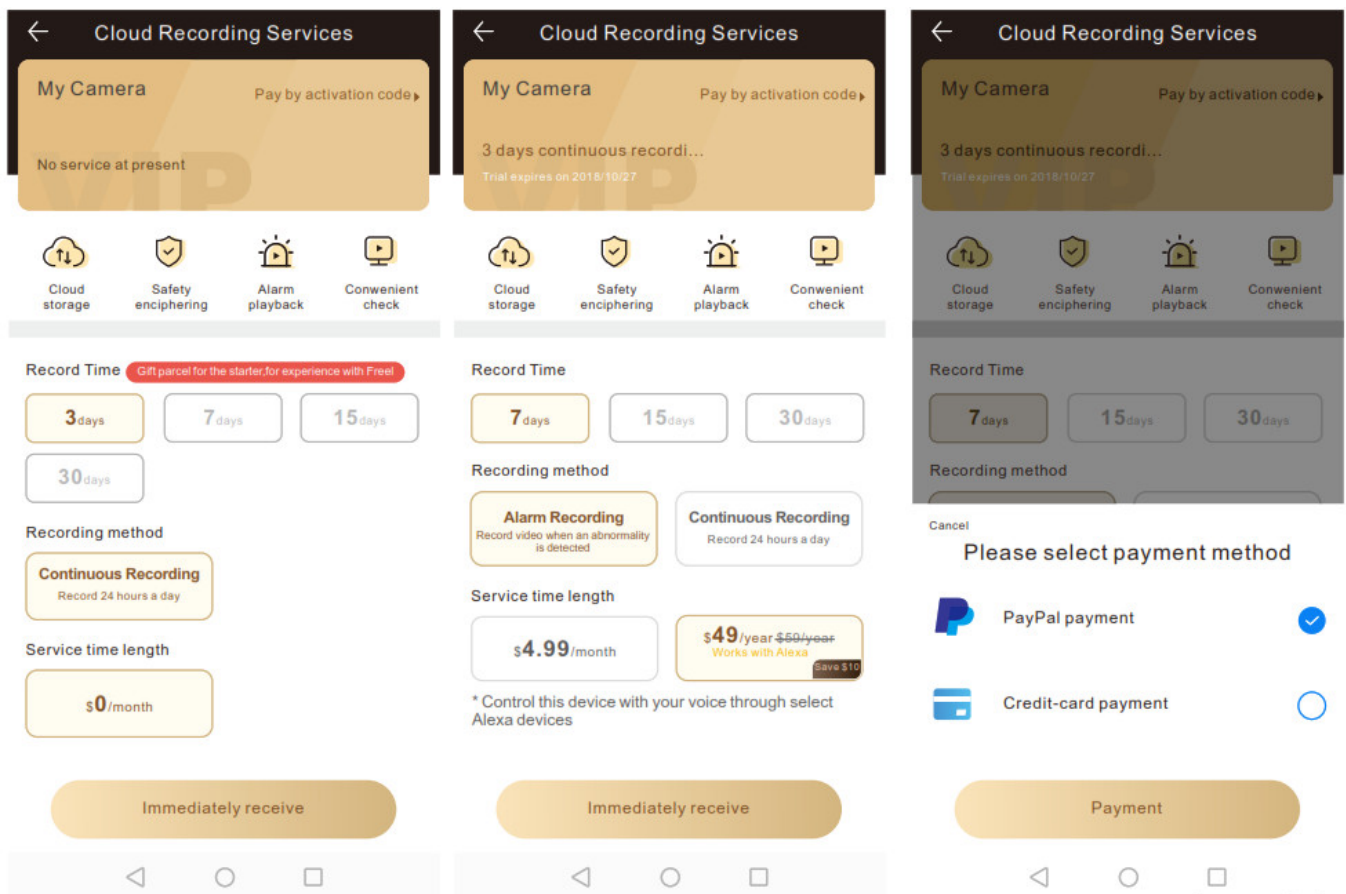 Cloud Recording Services
My Camera
Pay by activation code
No service at present
VIP
Cloud storage
Safety enciphering
Alarm playback
Conwenient check
Record Time
Gift parcel for the starter,for experience with Freel
3days
7days
15days
30days
Recording method
Continuous Recording
Record 24 hours a day
Service time length
$0/month
Immediately receive
Cloud Recording Services
My Camera
Pay by activation code
3 days continuous recordi...
Trial expires on 2018/10/27
VIP
Cloud storage
Safety enciphering
Alarm playback
Conwenient check
Record Time
7days
15days
30days
Recording method
Alarm Recording
Record video when an abnormality
is detected
Continuous Recording
Record 24 hours a day
Service time length
$4.99/month
$49/year $59/year
Works with Alexa
Save $10
* Control this device with your voice through select
Alexa devices
Immediately receive
Cloud Recording Services
My Camera
Pay by activation code
3 days continuous recordi...
Trial expires on 2018/10/27
VIP
Cloud storage
Safety enciphering
Alarm playback
Conwenient check
Record Time
7days
15days
30days
Recording method
Cancel
Please select payment method
PayPal payment
Credit-card payment
Payment